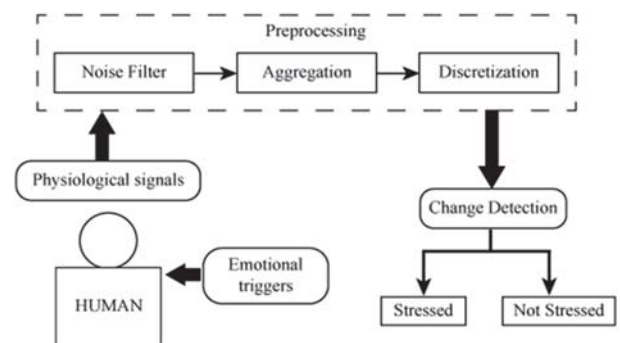 Preprocessing
Noise Filter
Aggregation
Discretization
Physiological signals
Change Detection
Emotional
triggers
HUMAN
Stressed
Not Stressed